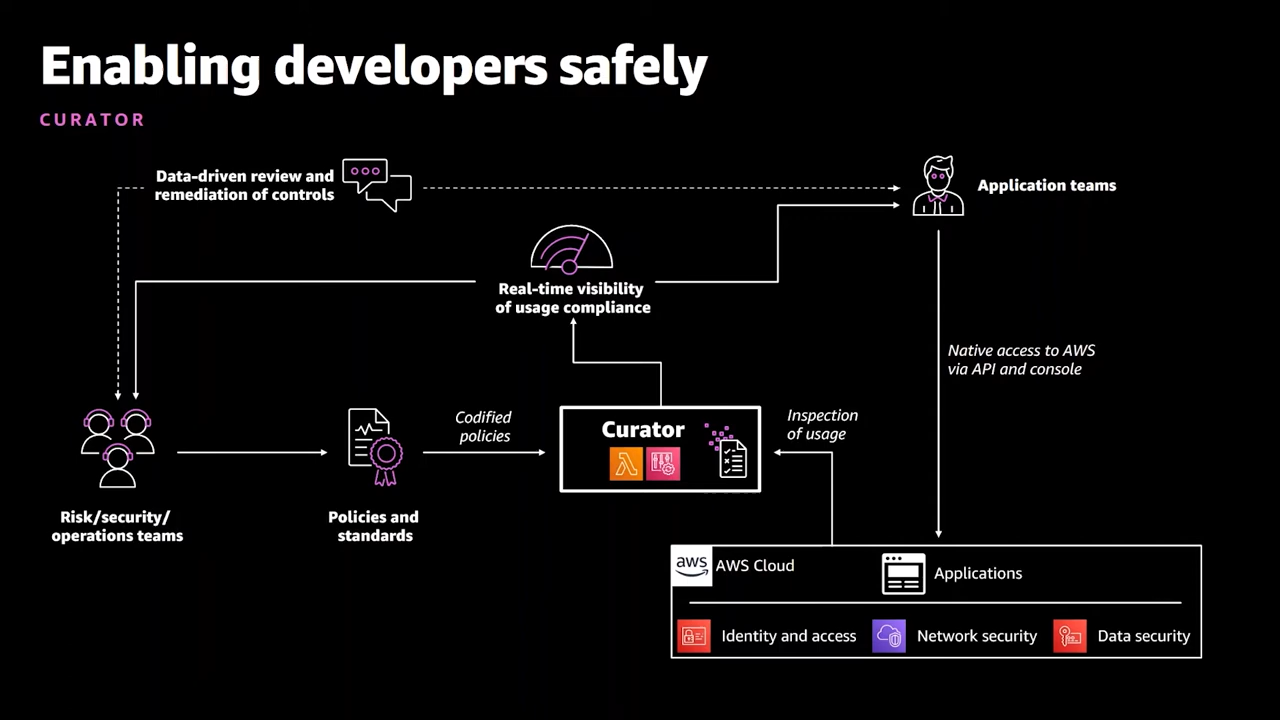 Enabling developers safely
CURATOR
Data-driven review and
remediation of controls
Application teams
Real-time visibility
of usage compliance
Native access to AWS
via API and console
Codified
policies
Curator
Inspection
of usage
Risk/security/
operations teams
Policies and
standards
aws
AWS Cloud
Applications
Identity and access
Network security
Data security